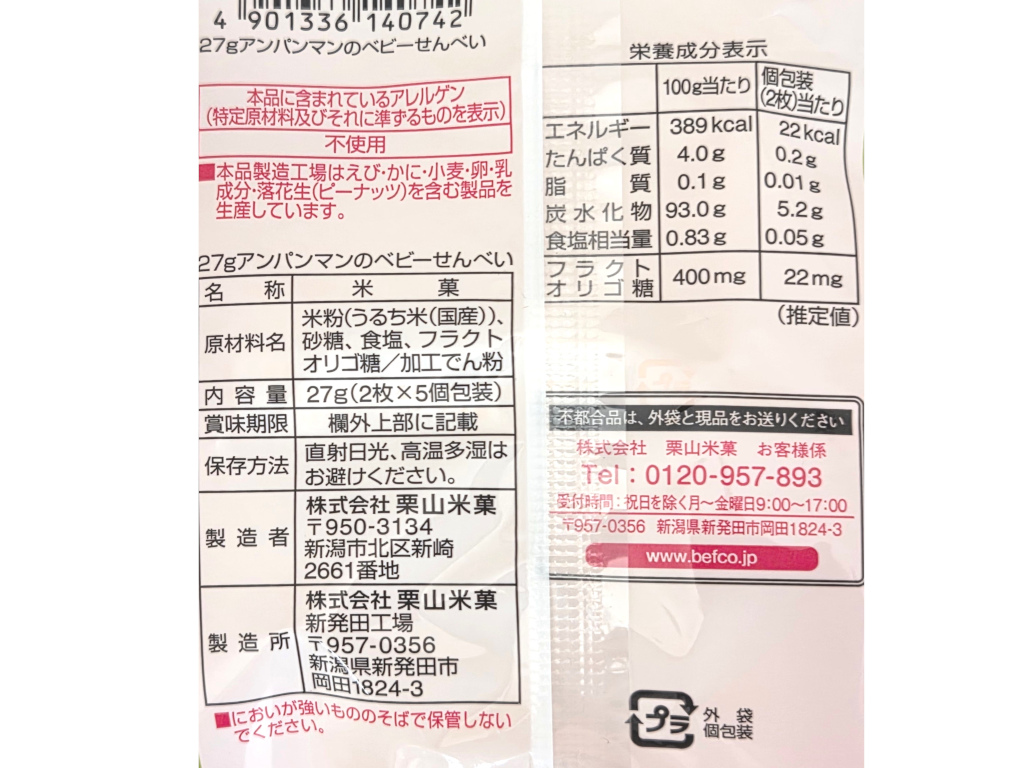 4 901336 140742
27gアンパンマンのベビーせんべい
本品に含まれているアレルゲン
(特定原材料及びそれに準ずるものを表示)
不使用
■本品製造工場はえび・かに・小麦・卵・乳
成分・落花生(ピーナッツ)を含む製品を
生産しています。
27gアンパンマンのベビーせんべい
名 称 米 菓
原材料名 米粉(うるち米(国産))、
砂糖、食塩、フラクト
オリゴ糖/加工でん粉
内容量 27g(2枚×5個包装)
賞味期限 欄外上部に記載
保存方法 直射日光、高温多湿は
お避けください。
製造者 株式会社 栗山米菓
〒950-3134
新潟市北区新崎
2661番地
製造所 株式会社 栗山米菓
新発田工場
〒957-0356
新潟県新発田市
岡田1824-3
■においが強いもののそばで保管しない
でください。
栄養成分表示
100g当たり 個包装
(2枚)当たり
エネルギー 389kcal 22kcal
たんぱく質 4.0g 0.2g
脂質 0.1g 0.01g
炭水化物 93.0g 5.2g
食塩相当量 0.83g 0.05g
フラクト
オリゴ糖 400mg 22mg
(推定値)
不都合品は、外袋と現品をお送りください
株式会社 栗山米菓 お客様係
Tel:0120-957-893
受付時間:祝日を除く月〜金曜日9:00〜17:00
〒957-0356 新潟県新発田市岡田1824-3
www.befco.jp
プラ 外袋
個包装